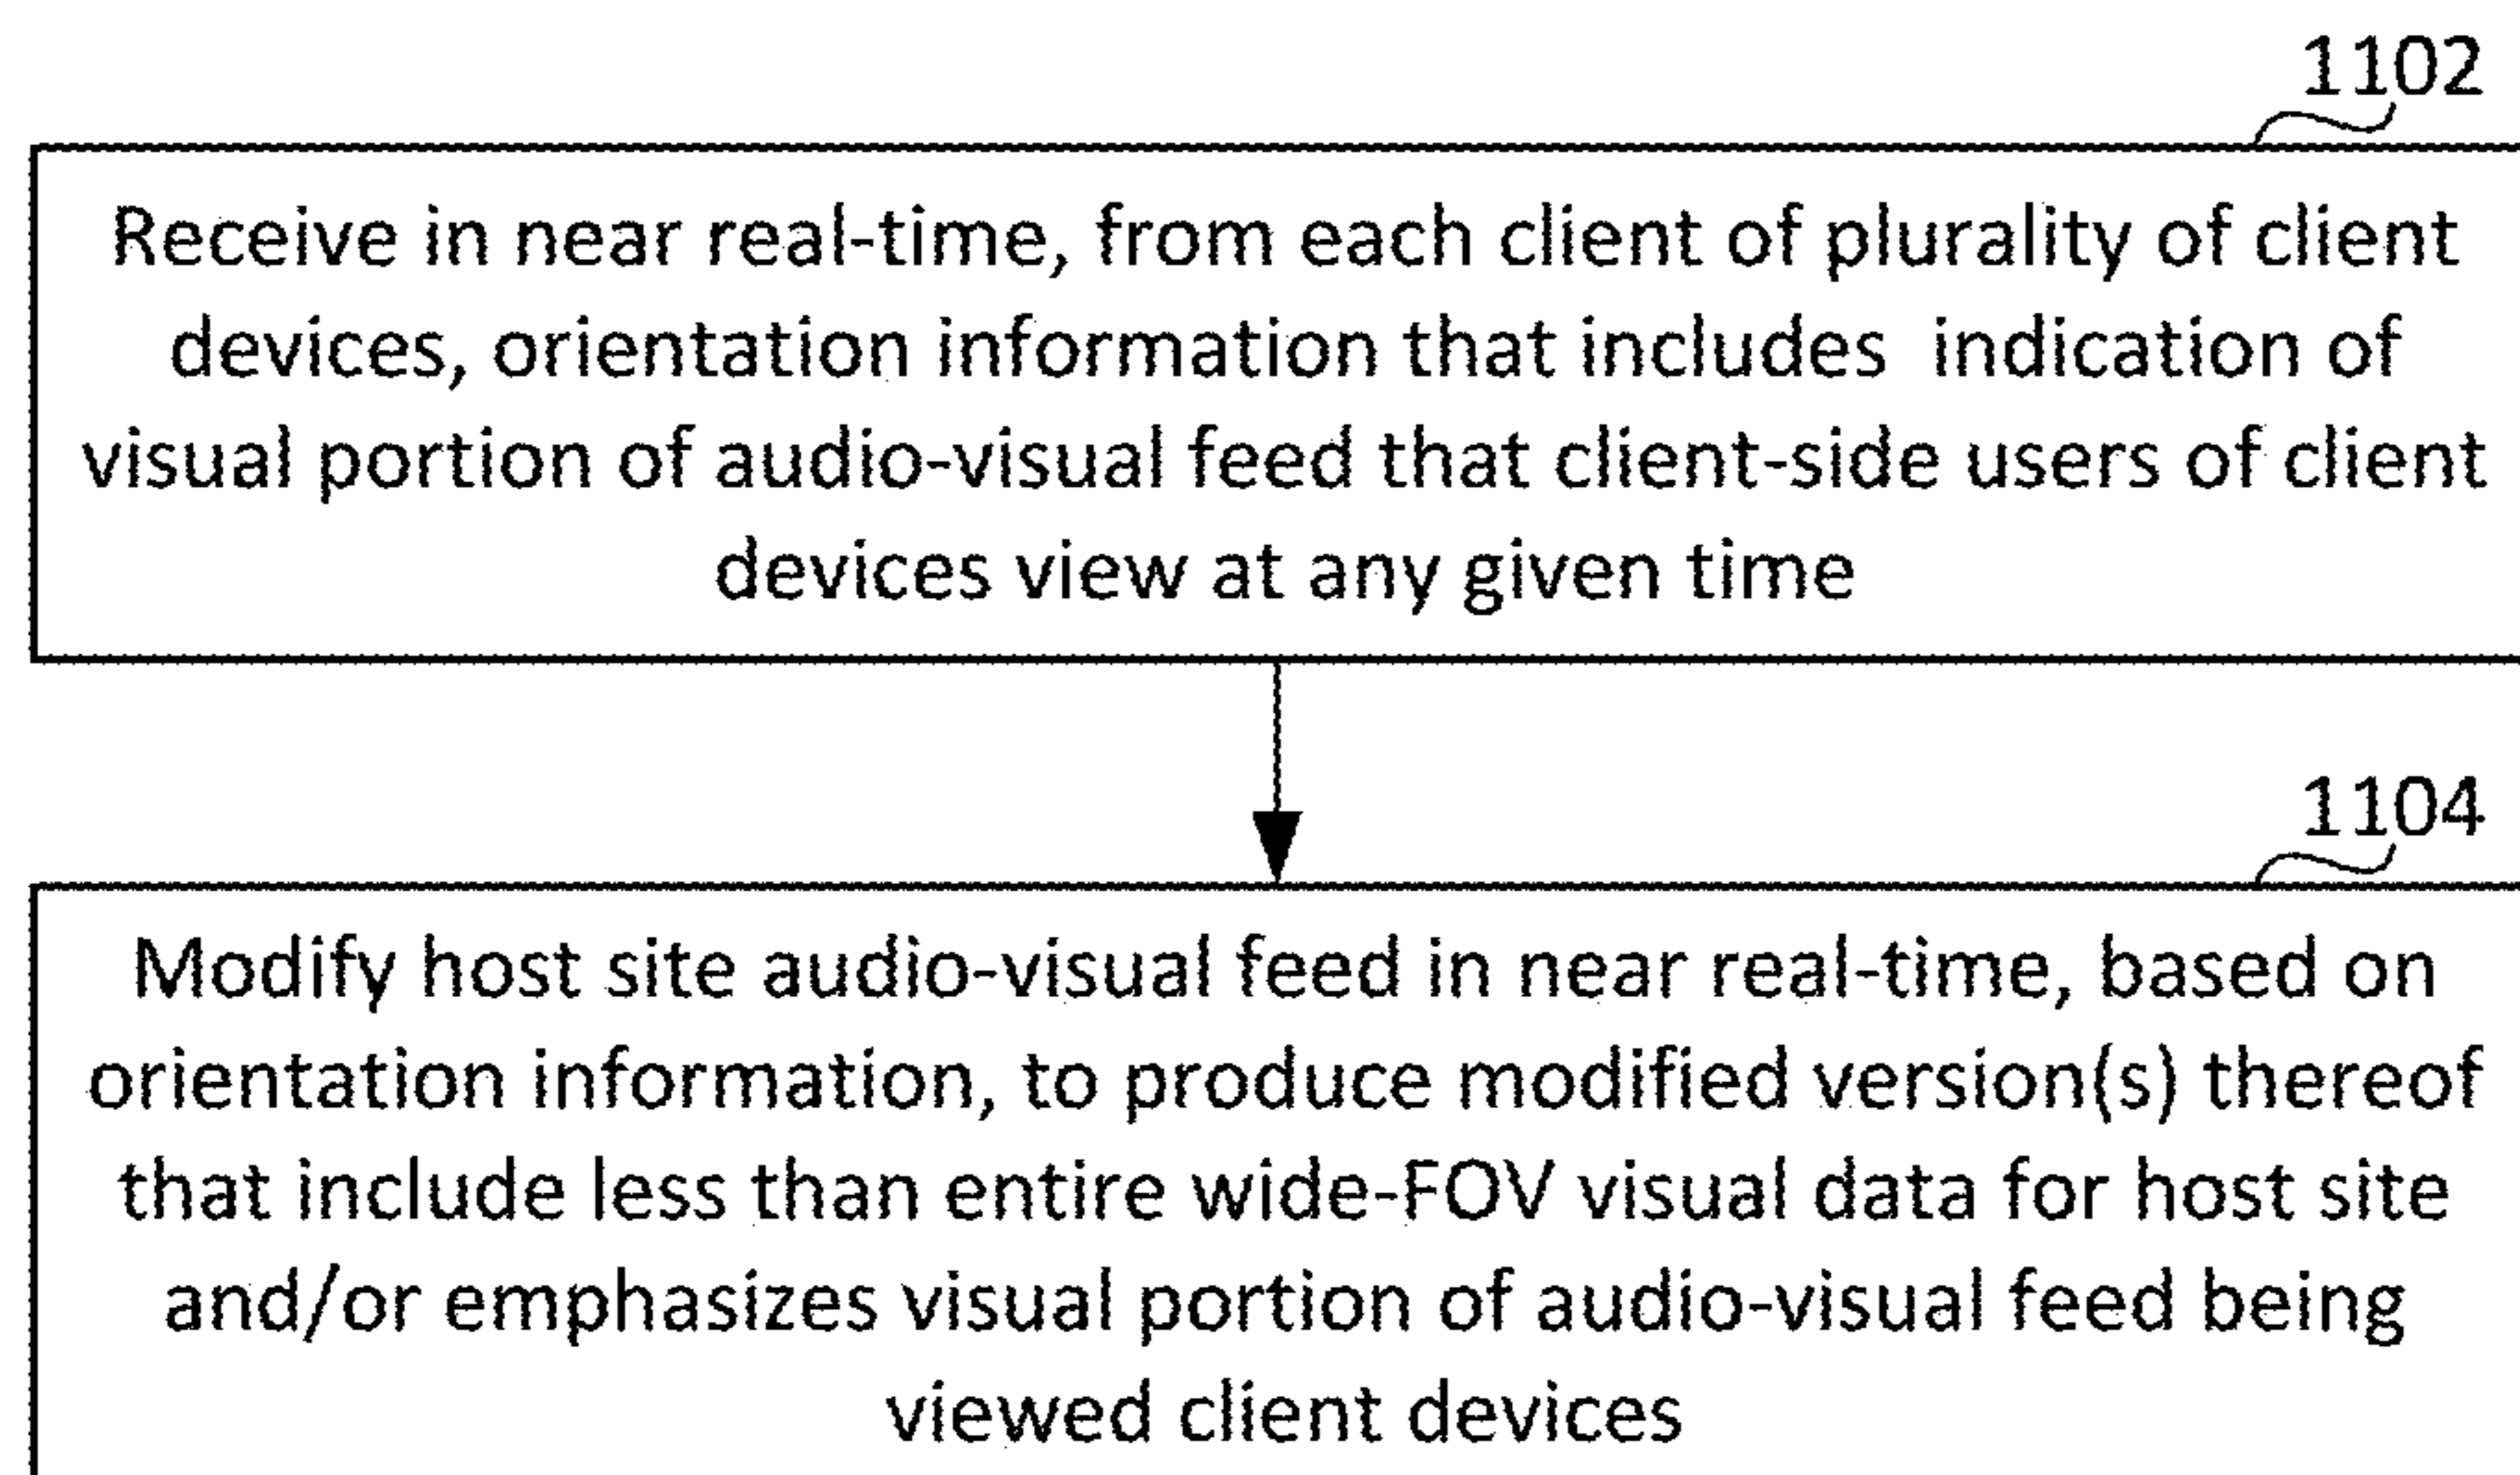 1102
Receive in near real-time, from each client of plurality of client
devices, orientation information that includes indication of
visual portion of audio-visual feed that client-side users of client
devices view at any given time
1104
Modify host site audio-visual feed in near real-time, based on
orientation information, to produce modified version(s) thereof
that include less than entire wide-FOV visual data for host site
and/or emphasizes visual portion of audio-visual feed being
viewed client devices